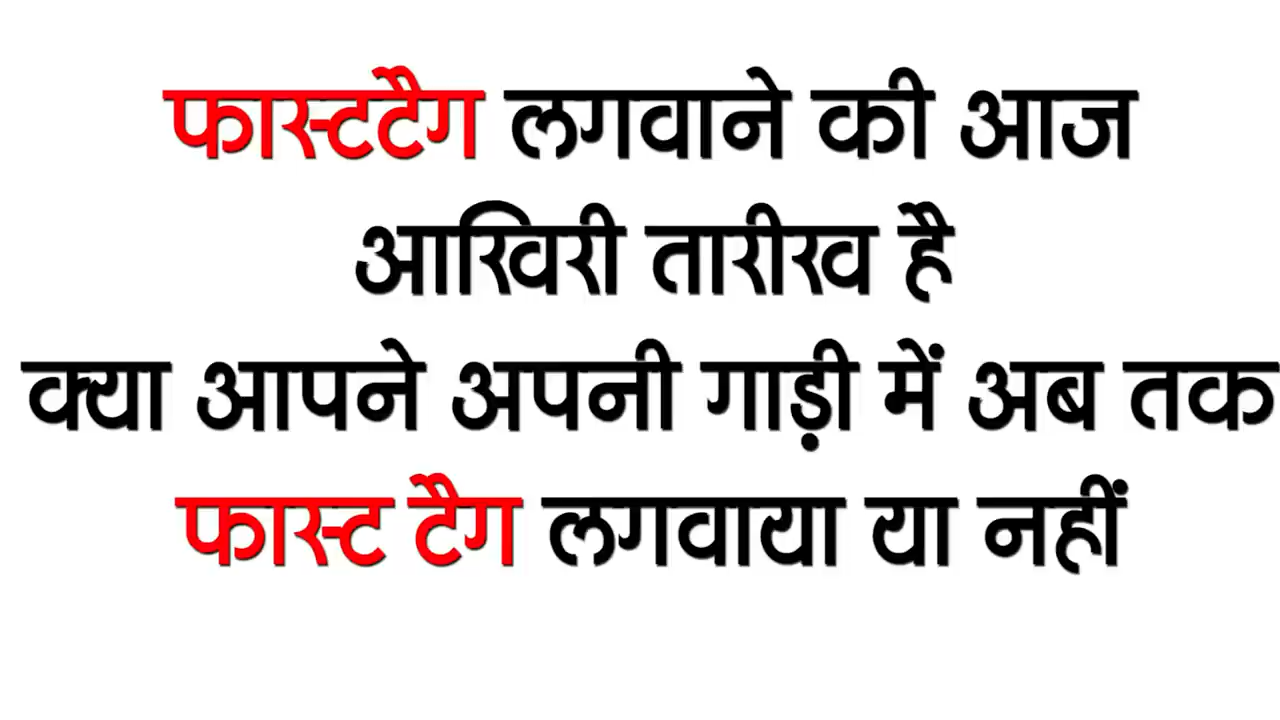 फास्टटैग लगवाने की आज
आखिरी तारीख है
क्या आपने अपनी गाड़ी में अब तक
फास्ट टैग लगवाया या नहीं